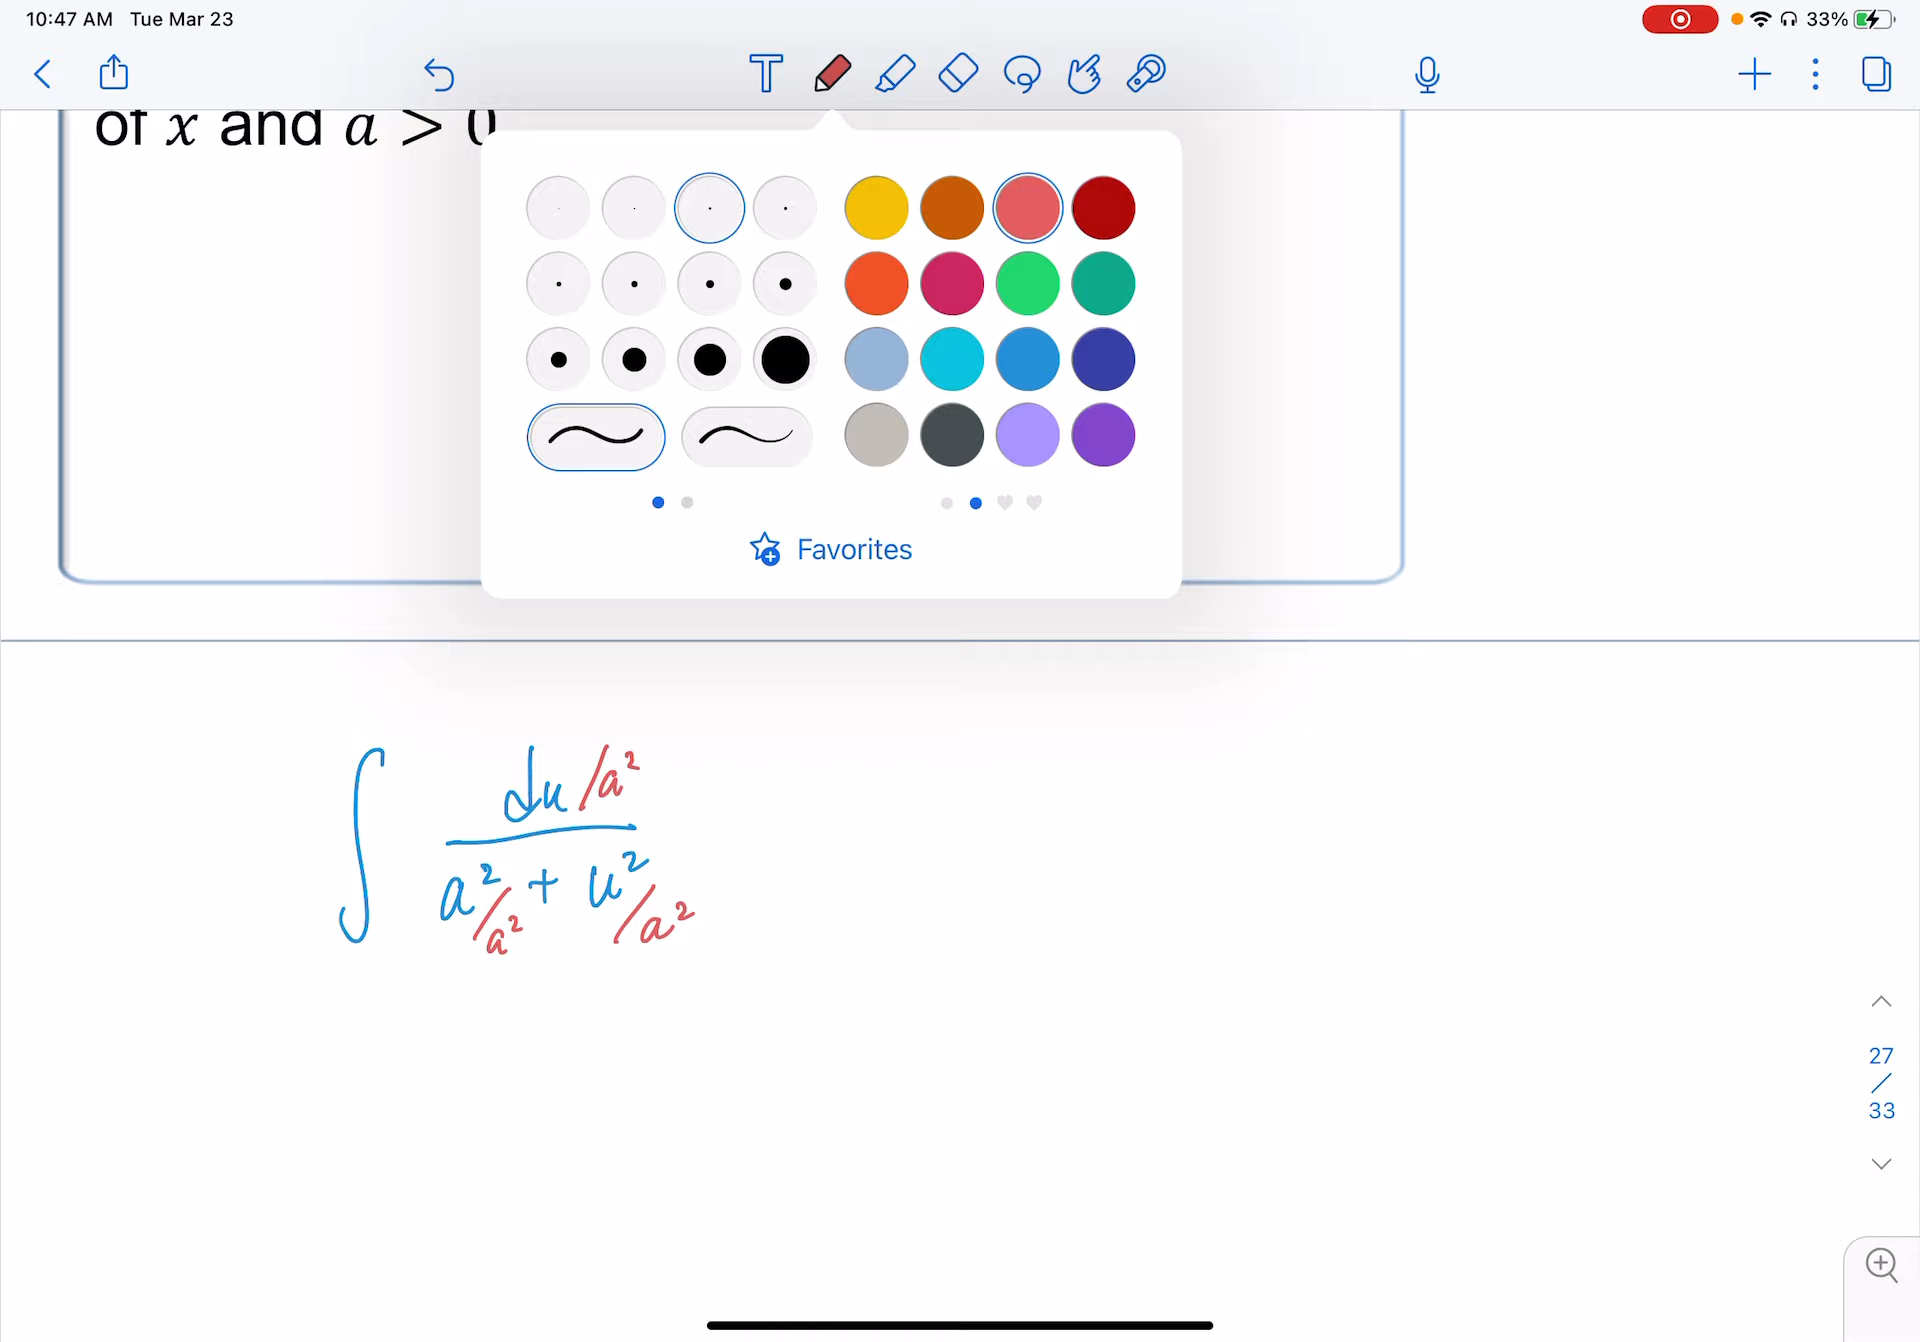 10:47 AM Tue Mar 23
33%
T
of x and a > 0
Favorites
∫ du/a²
a²/a² + u²/a²
27
/
33